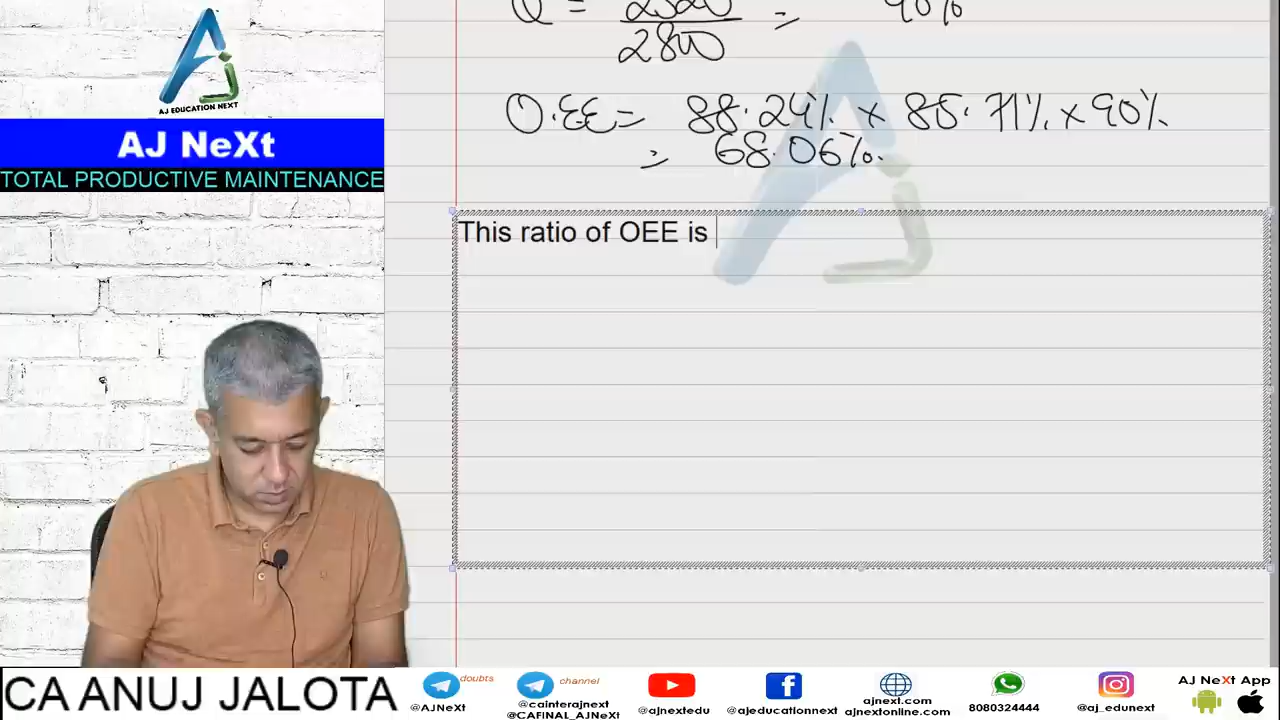 2800
O.EE = 88.24% x 85.71% x 90%.
= 68.06%.
This ratio of OEE is
AJ EDUCATION NEXT
AJ NeXt
TOTAL PRODUCTIVE MAINTENANCE
CA ANUJ JALOTA
doubts
@AJNeXt
channel
@cainterajnext
@CAFINAL_AJNeXt
@ajnextedu
@ajeducationnext
ajnext.com
ajnextonline.com
8080324444
@aj_edunext
AJ NeXt App